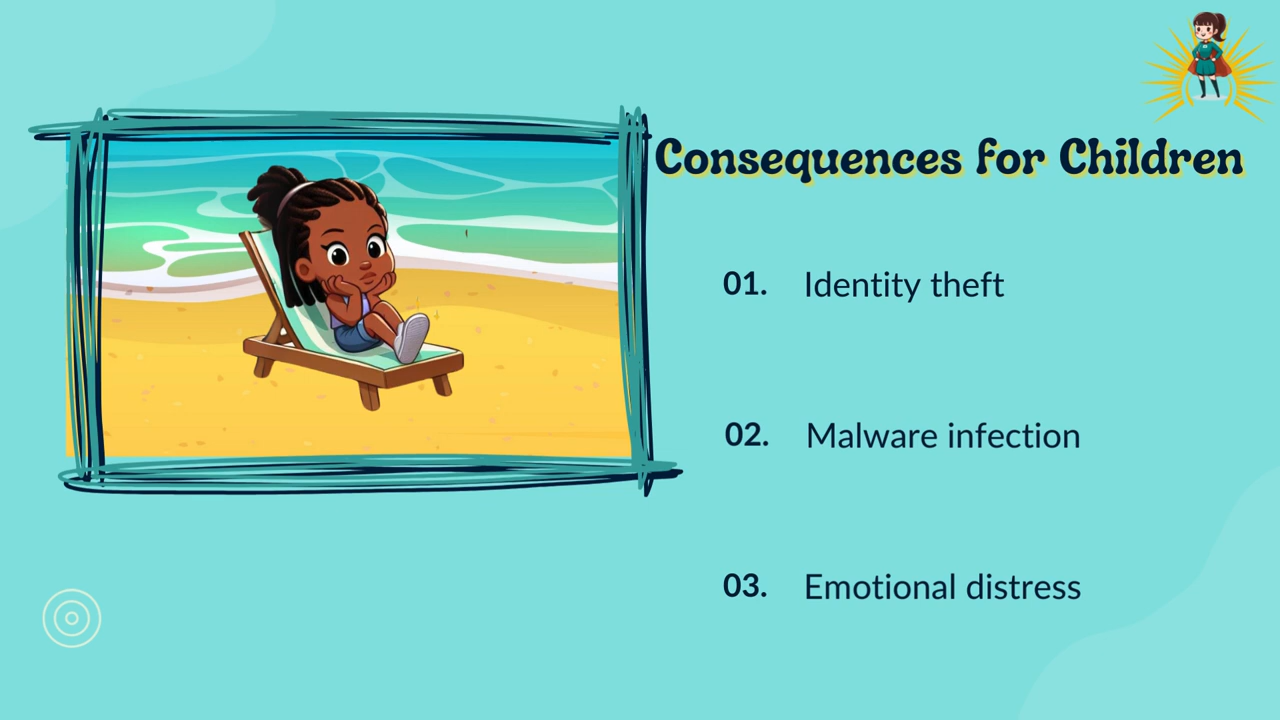 Consequences for Children
01. Identity theft
02. Malware infection
03. Emotional distress